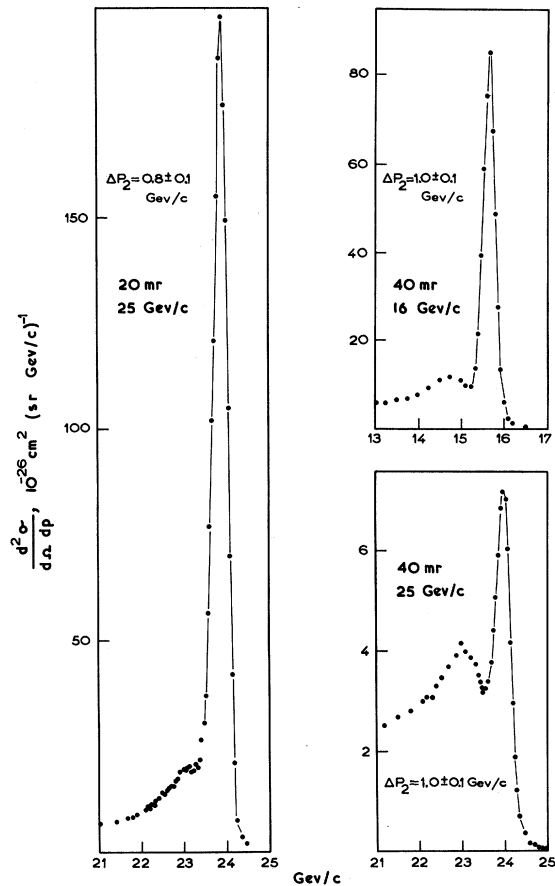 150
100
50
ΔP₂=0.8±0.1
Gev/c
20 mr
25 Gev/c
d²σ/dΩ dp , 10⁻²⁶cm² (sr Gev/c)⁻¹
21 22 23 24 25
80
60
40
20
ΔP₂=1.0±0.1
Gev/c
40 mr
16 Gev/c
13 14 15 16 17
6
4
2
40 mr
25 Gev/c
ΔP₂=1.0±0.1 Gev/c
21 22 23 24 25
Gev/c